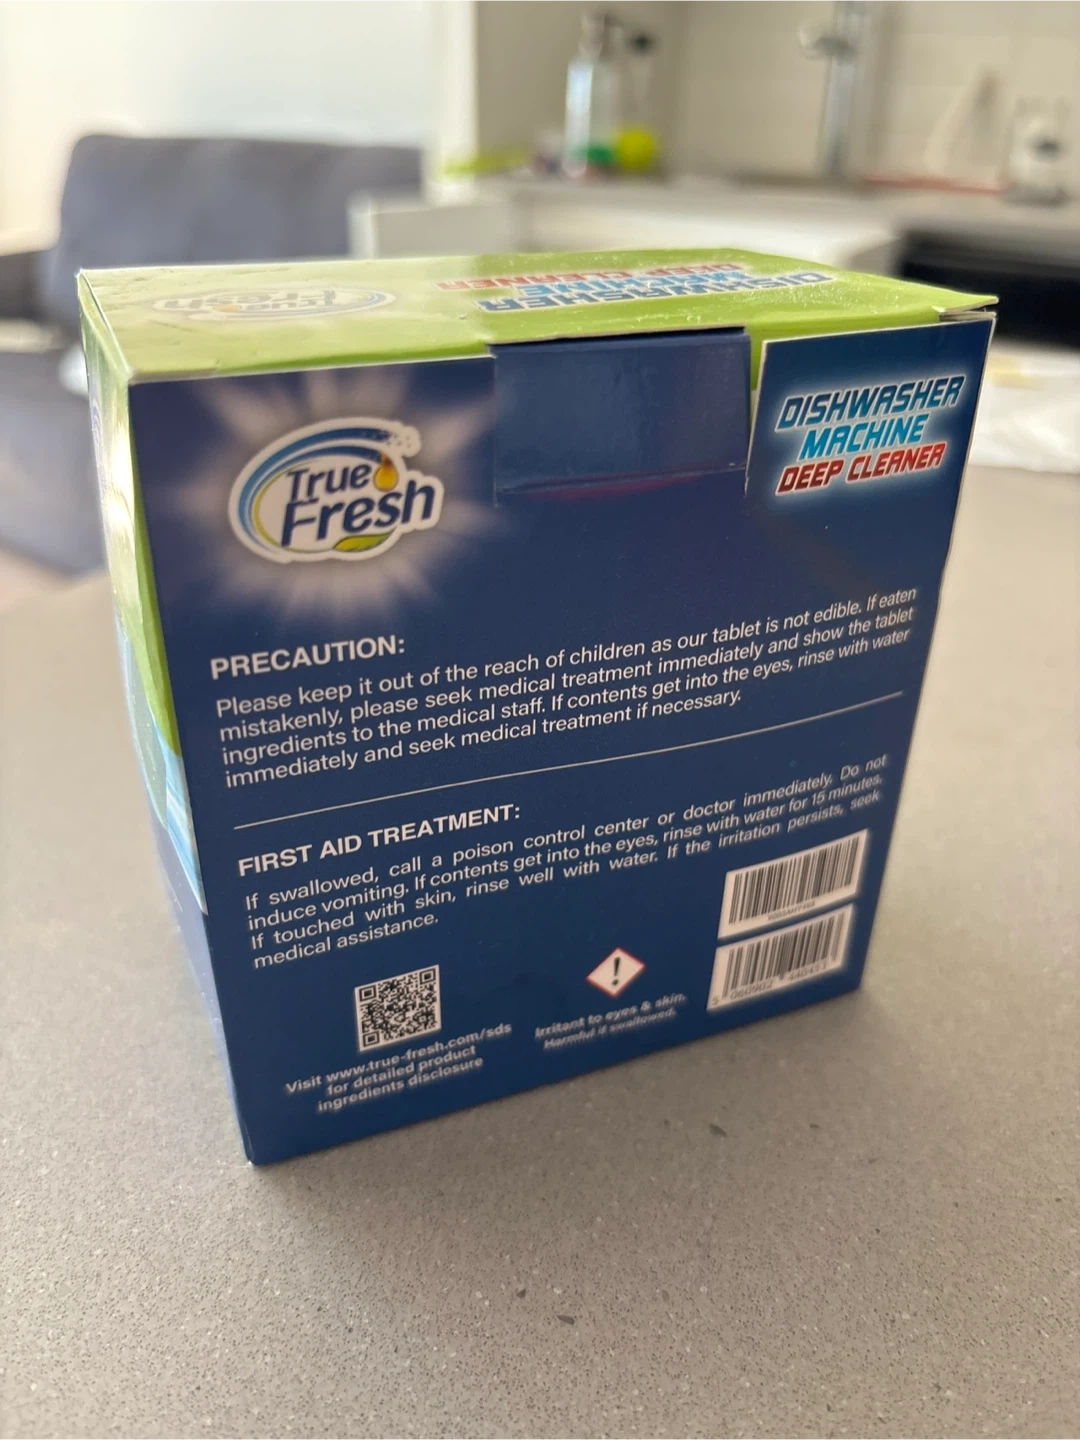 True
Fresh
DISHWASHER
MACHINE
DEEP CLEANER
True
Fresh
DISHWASHER
MACHINE
DEEP CLEANER
PRECAUTION:
Please keep it out of the reach of children as our tablet is not edible. If eaten
mistakenly, please seek medical treatment immediately and show the tablet
ingredients to the medical staff. If contents get into the eyes, rinse with water
immediately and seek medical treatment if necessary.
FIRST AID TREATMENT:
If swallowed, call a poison control center or doctor immediately. Do not
induce vomiting. If contents get into the eyes, rinse with water for 15 minutes.
If touched with skin, rinse well with water. If the irritation persists, seek
medical assistance.
Visit www.true-fresh.com/sds
for detailed product
ingredients disclosure
!
Irritant to eyes & skin.
Harmful if swallowed.